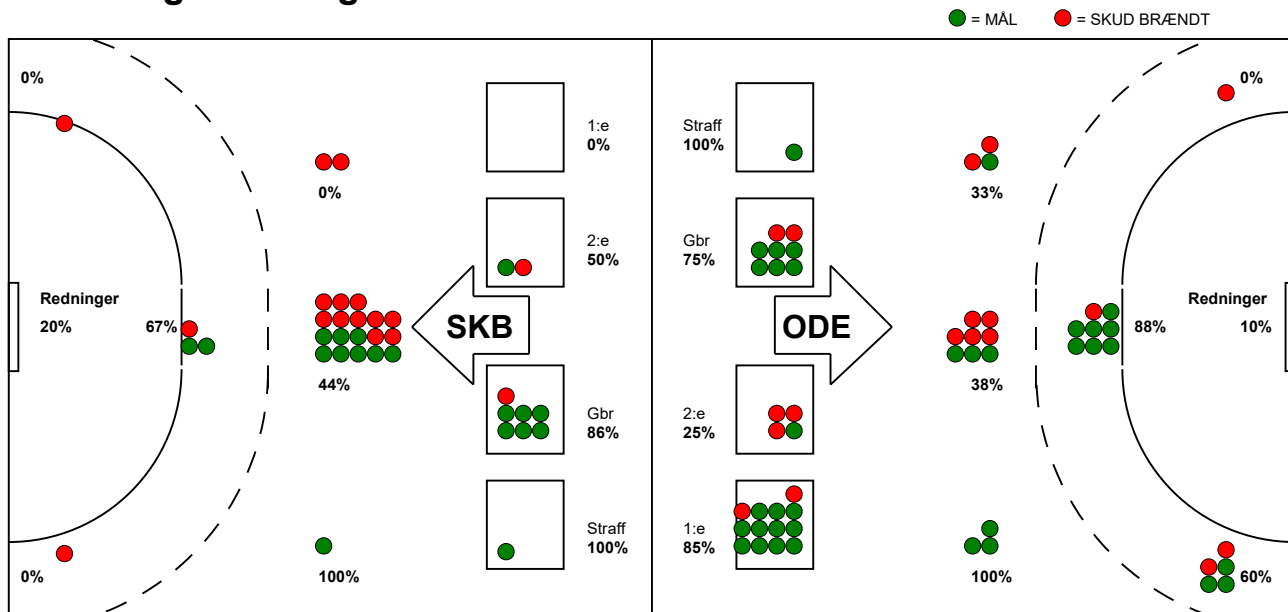 = MÅL
= SKUD BRÆNDT
0%
0%
1:e
0%
Straff
100%
0%
33%
2:e
50%
Gbr
75%
Redninger
20%
67%
SKB
ODE
88%
Redninger
10%
44%
38%
Gbr
86%
2:e
25%
Straff
100%
1:e
85%
0%
100%
100%
60%